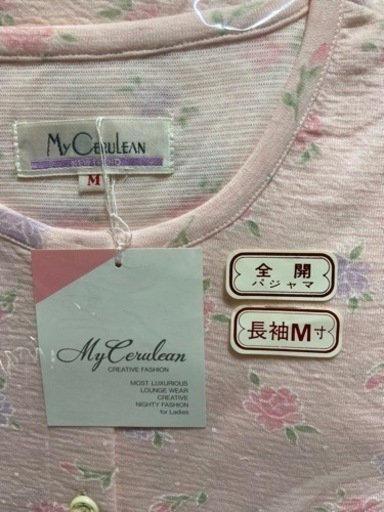 My Cerulean
M
My Cerulean
CREATIVE FASHION
MOST LUXURIOUS
LOUNGE WEAR
CREATIVE
NIGHTY FASHION
for Ladies
全開
パジャマ
長袖M寸